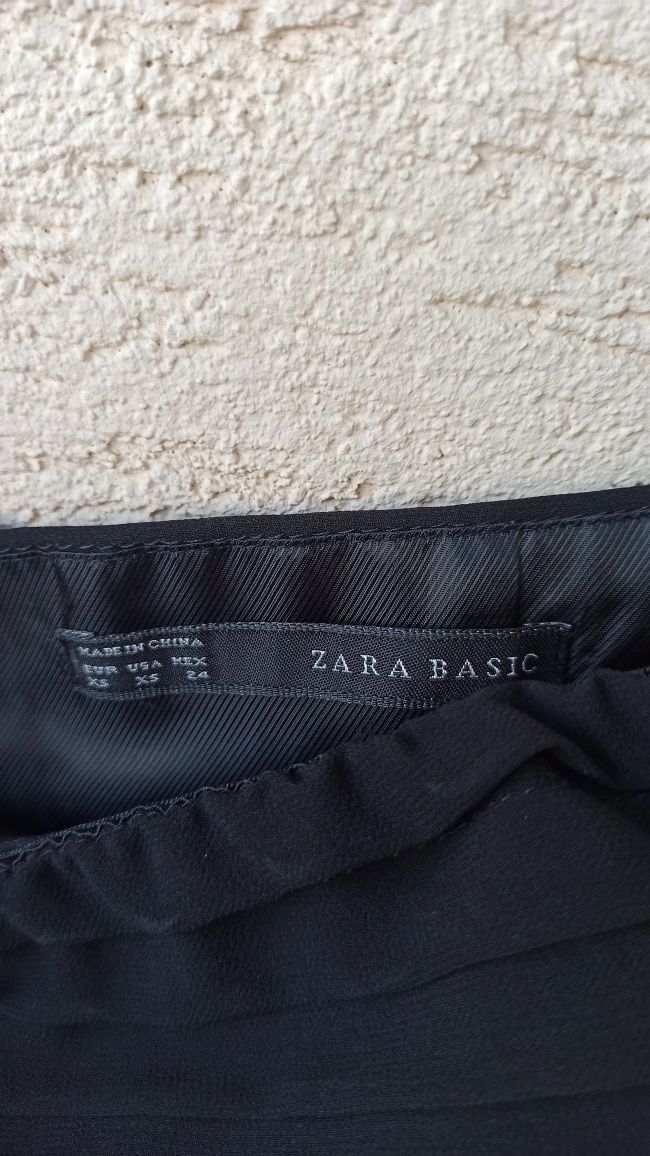 MADE IN CHINA
EUR USA MEX
XS XS 24
ZARA BASIC